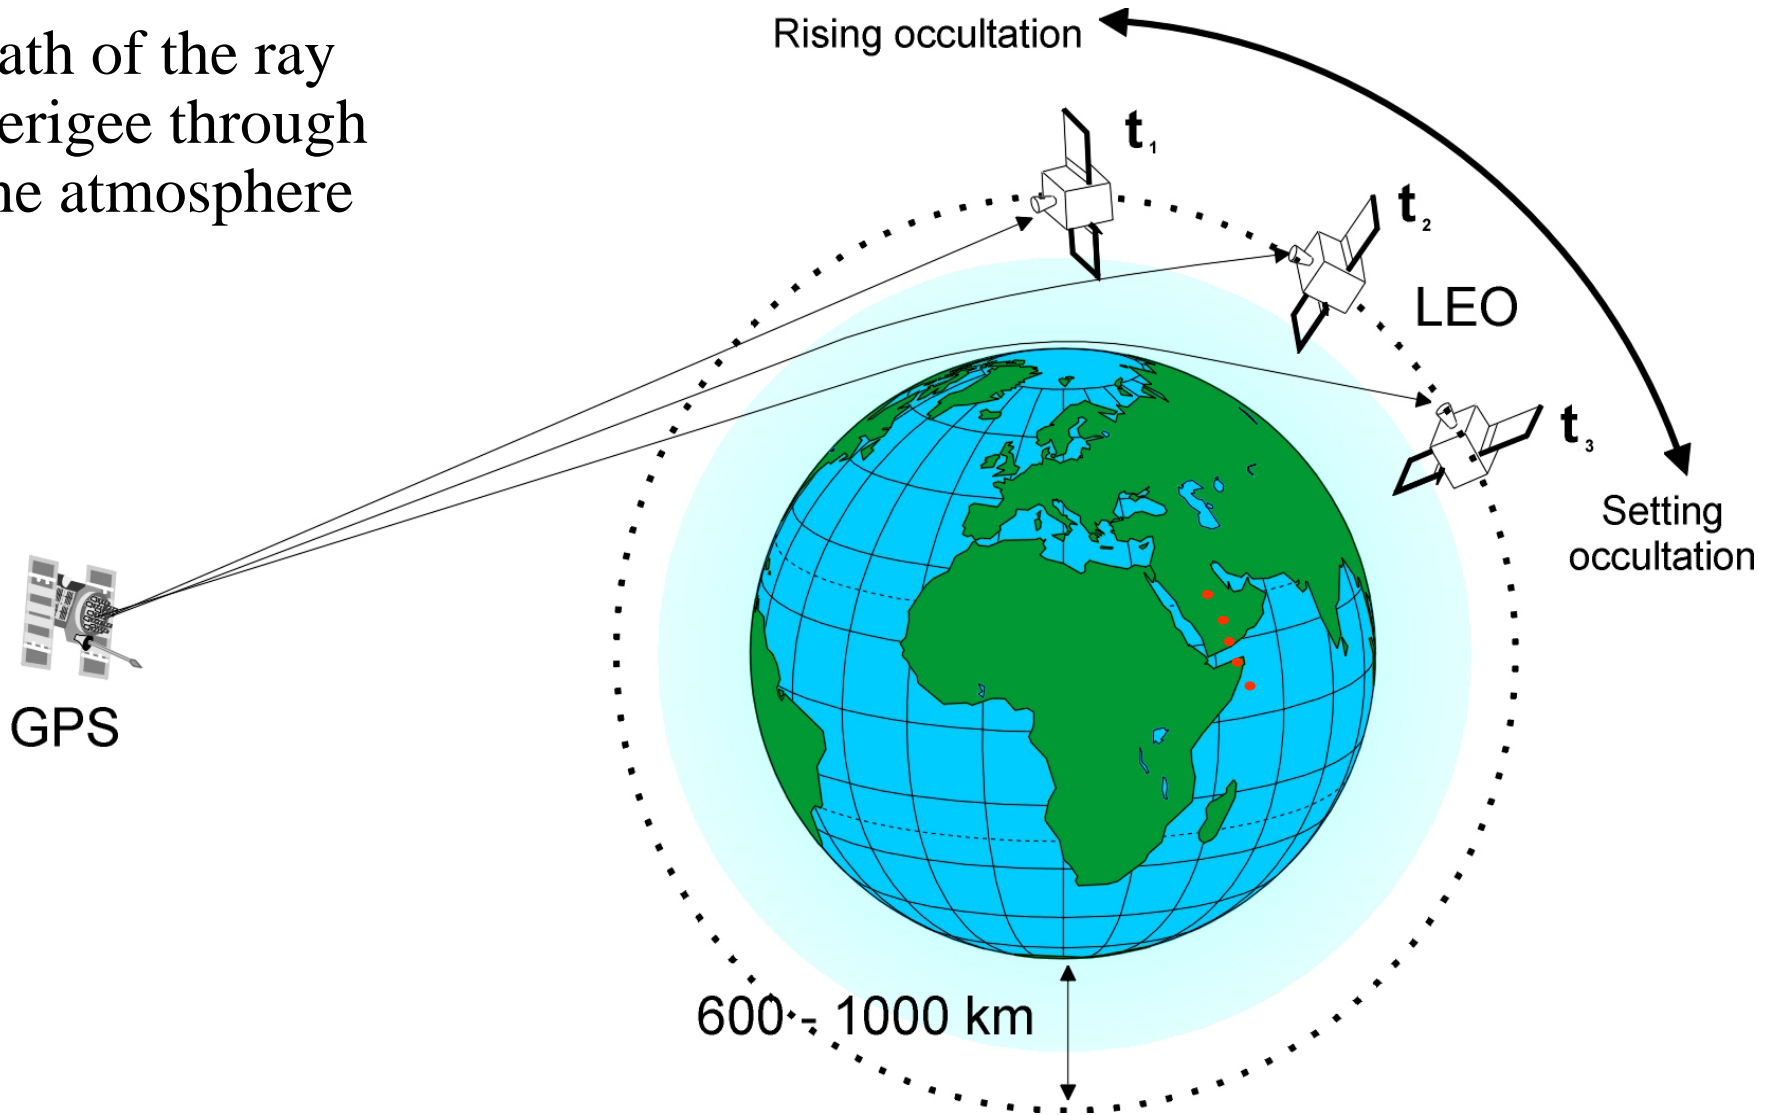 ath of the ray
erigee through
ne atmosphere
Rising occultation
t₁
t₂
LEO
t₃
Setting
occultation
GPS
600 - 1000 km